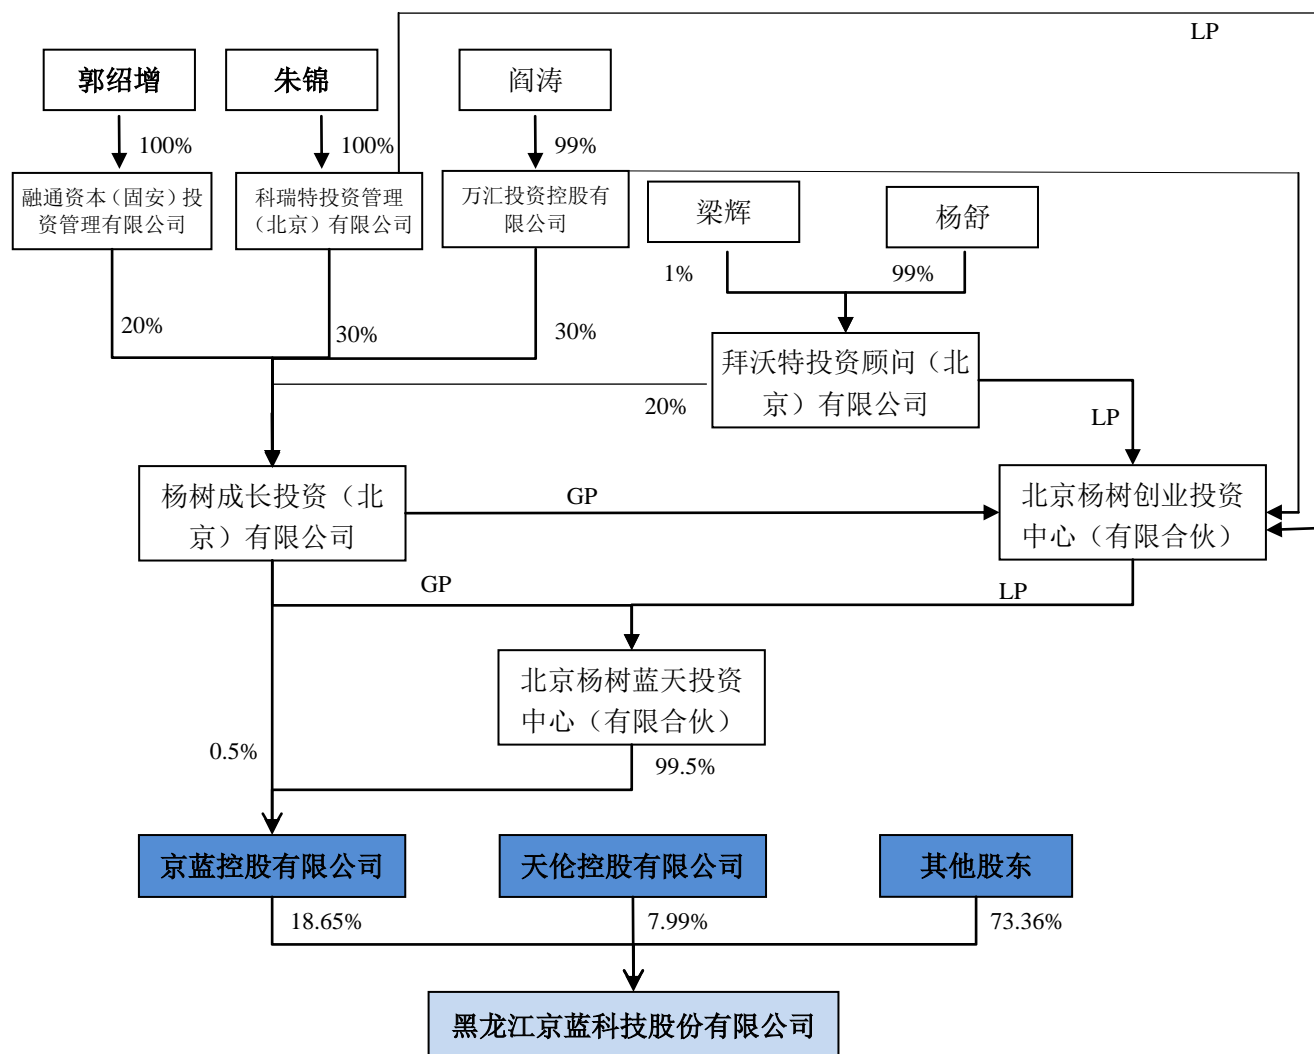 LP
郭绍增
朱锦
阎涛
100%
100%
99%
融通资本（固安）投
资管理有限公司
科瑞特投资管理
（北京）有限公司
万汇投资控股有
限公司
梁辉
杨舒
1%
99%
20%
30%
30%
拜沃特投资顾问（北
京）有限公司
20%
LP
杨树成长投资（北
京）有限公司
GP
北京杨树创业投资
中心（有限合伙）
GP
LP
北京杨树蓝天投资
中心（有限合伙）
0.5%
99.5%
京蓝控股有限公司
天伦控股有限公司
其他股东
18.65%
7.99%
73.36%
黑龙江京蓝科技股份有限公司